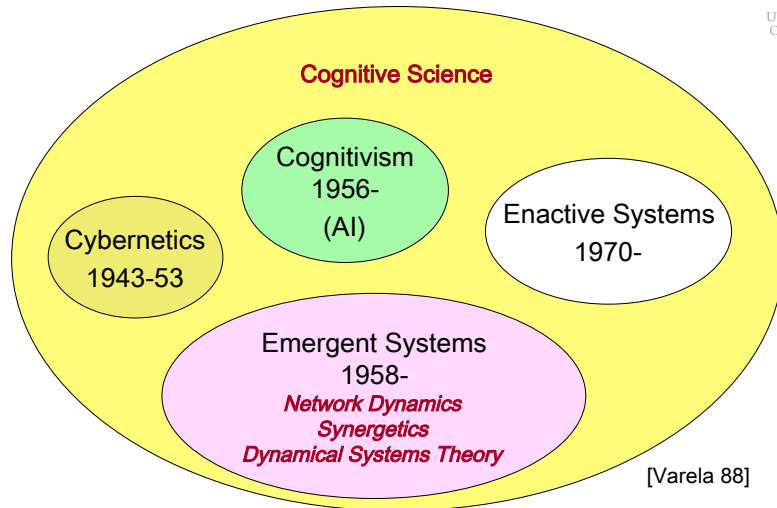 U
C
Cognitive Science
Cognitivism
1956-
(AI)
Enactive Systems
1970-
Cybernetics
1943-53
Emergent Systems
1958-
Network Dynamics
Synergetics
Dynamical Systems Theory
[Varela 88]